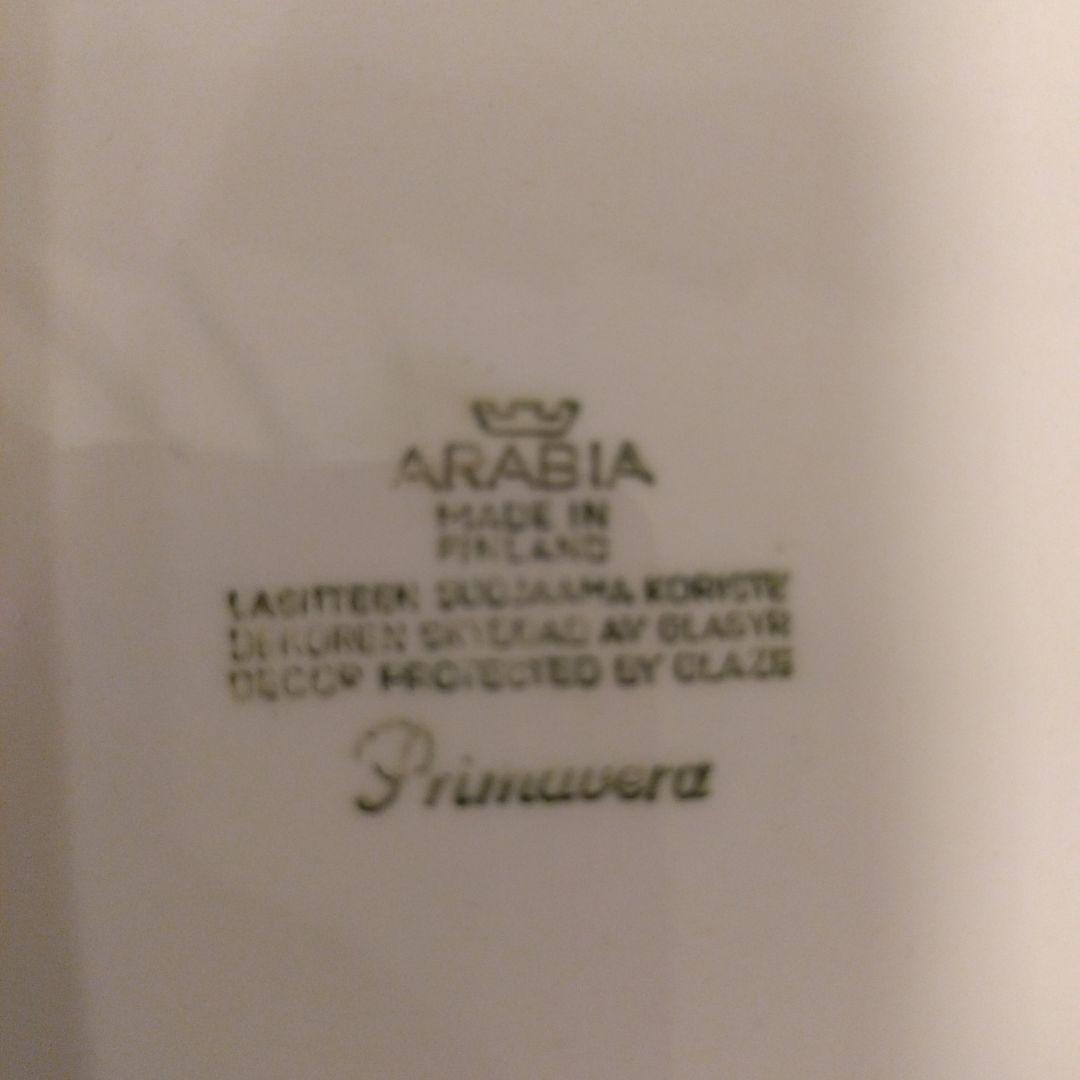 ARABIA
MADE IN
FINLAND
LASITTEEN SUOJAAMA KORISTE
DEKOREN SKYDDAD AV GLASYR
DECOR PROTECTED BY GLAZE
Primavera